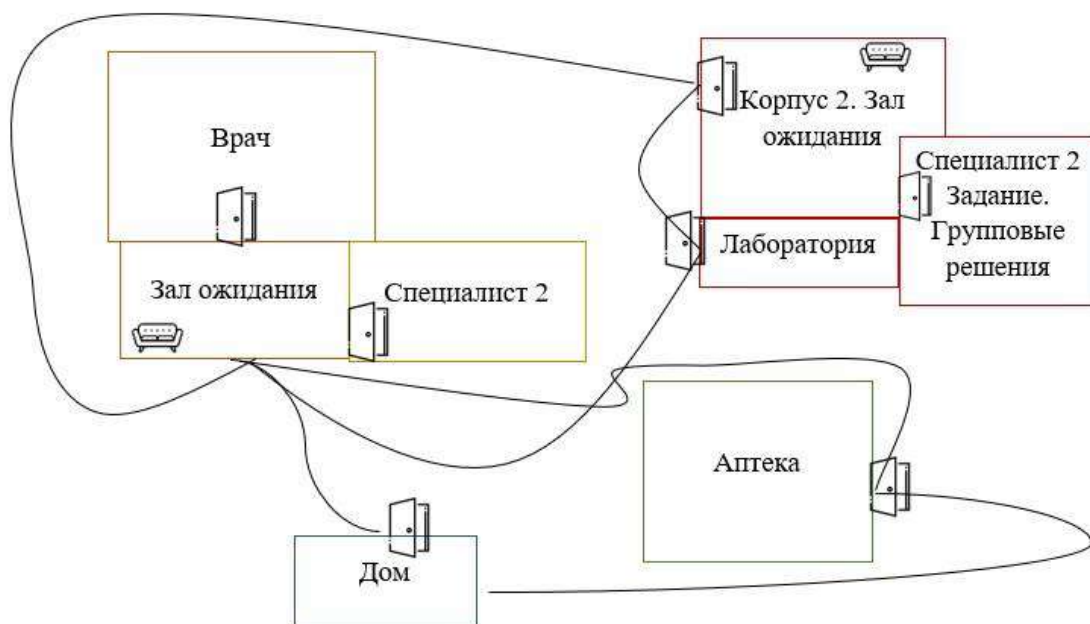 Врач
Зал ожидания
Специалист 2
Корпус 2. Зал
ожидания
Специалист 2
Задание.
Групповые
решения
Лаборатория
Аптека
Дом